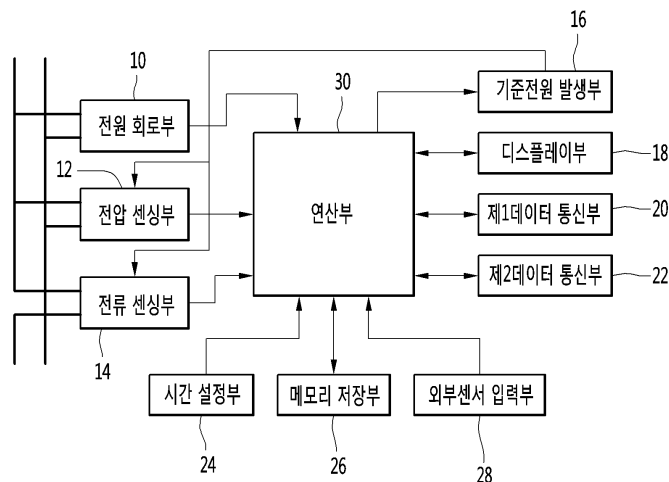 16
10
30
기준전원 발생부
전원 회로부
디스플레이부
18
12
전압 센싱부
연산부
제1데이터 통신부
20
제2데이터 통신부
22
전류 센싱부
14
시간 설정부
메모리 저장부
외부센서 입력부
24
26
28